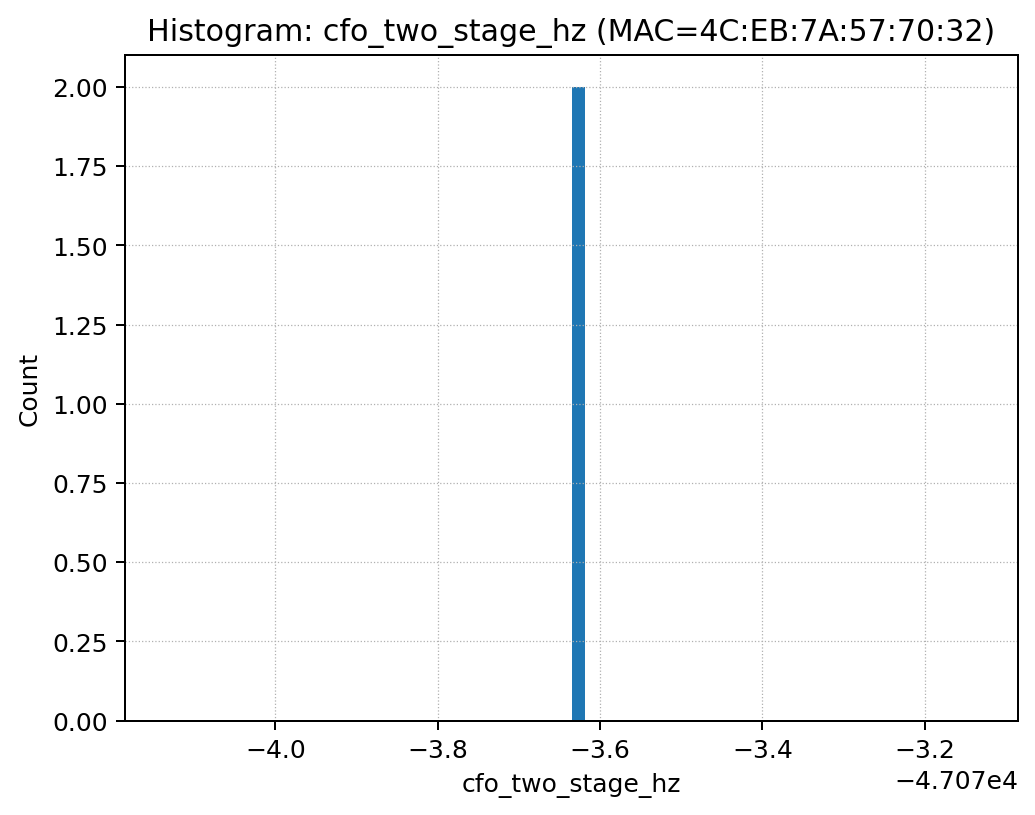 Histogram: cfo_two_stage_hz (MAC=4C:EB:7A:57:70:32)
Count
2.00
1.75
1.50
1.25
1.00
0.75
0.50
0.25
0.00
−4.0 −3.8 −3.6 −3.4 −3.2
cfo_two_stage_hz
−4.707e4